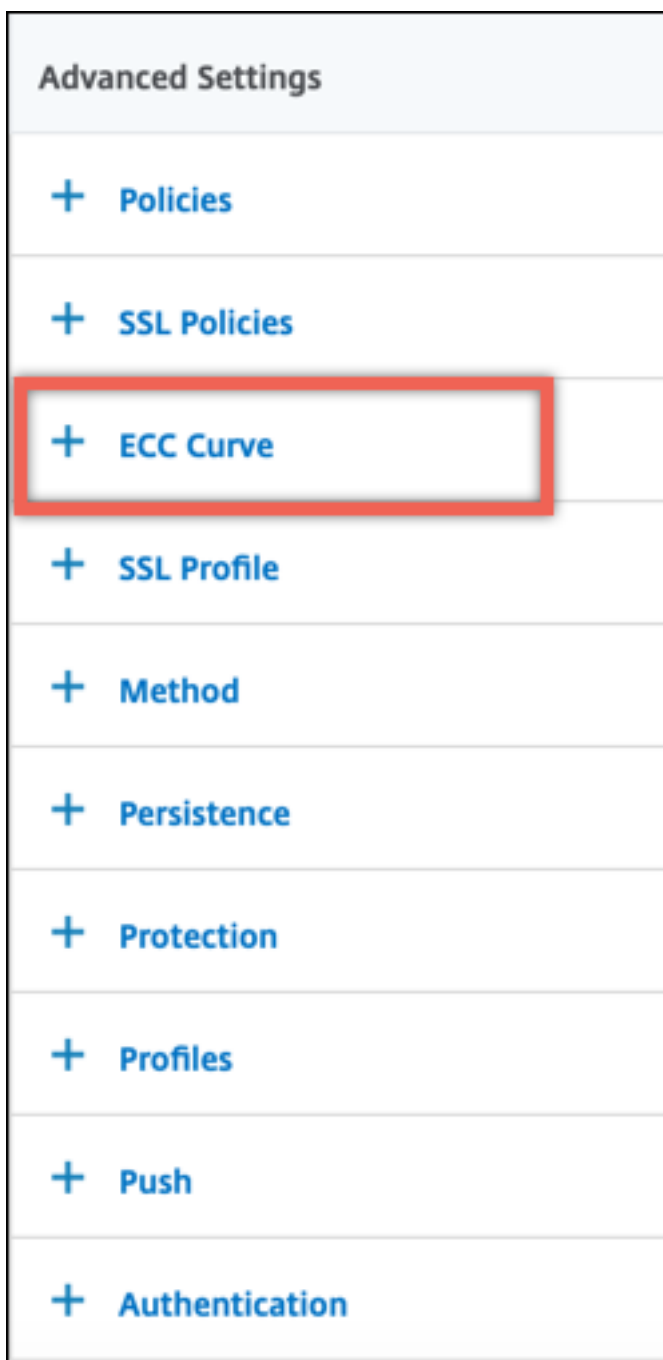 Advanced Settings
+ Policies
+ SSL Policies
+ ECC Curve
+ SSL Profile
+ Method
+ Persistence
+ Protection
+ Profiles
+ Push
+ Authentication